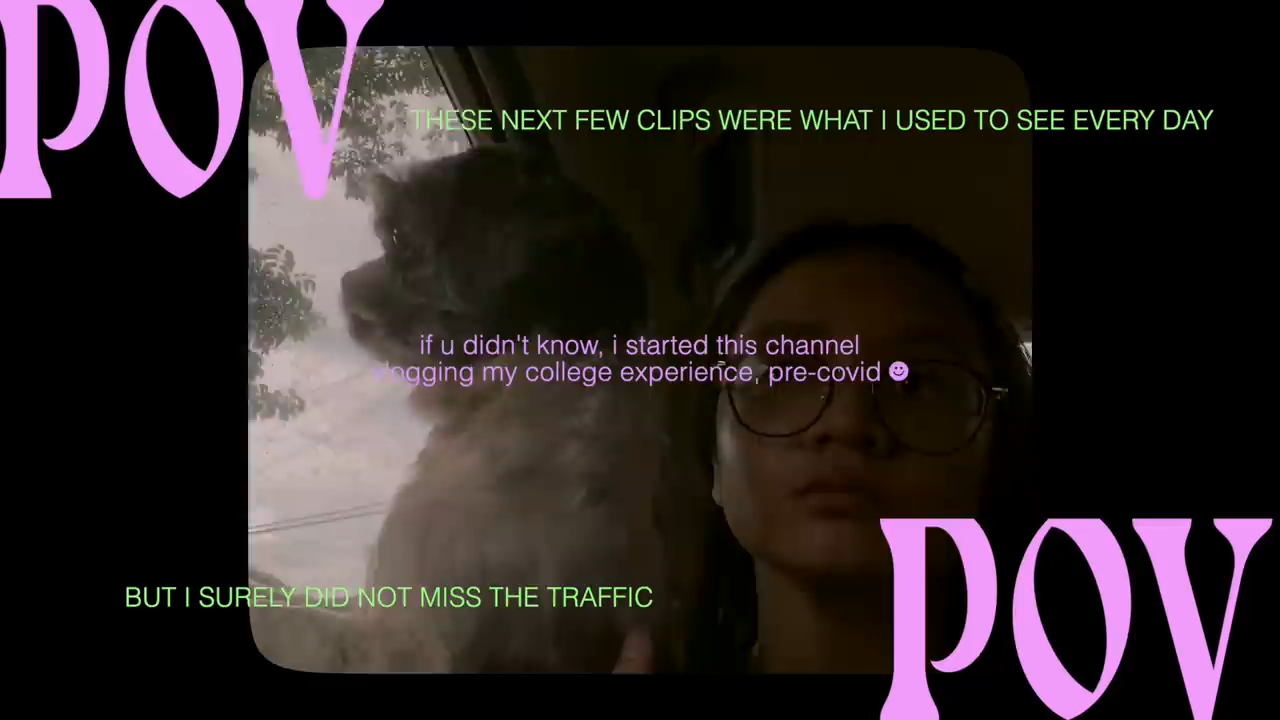 POV
THESE NEXT FEW CLIPS WERE WHAT I USED TO SEE EVERY DAY
if u didn't know, i started this channel
vlogging my college experience, pre-covid ☻
BUT I SURELY DID NOT MISS THE TRAFFIC
POV